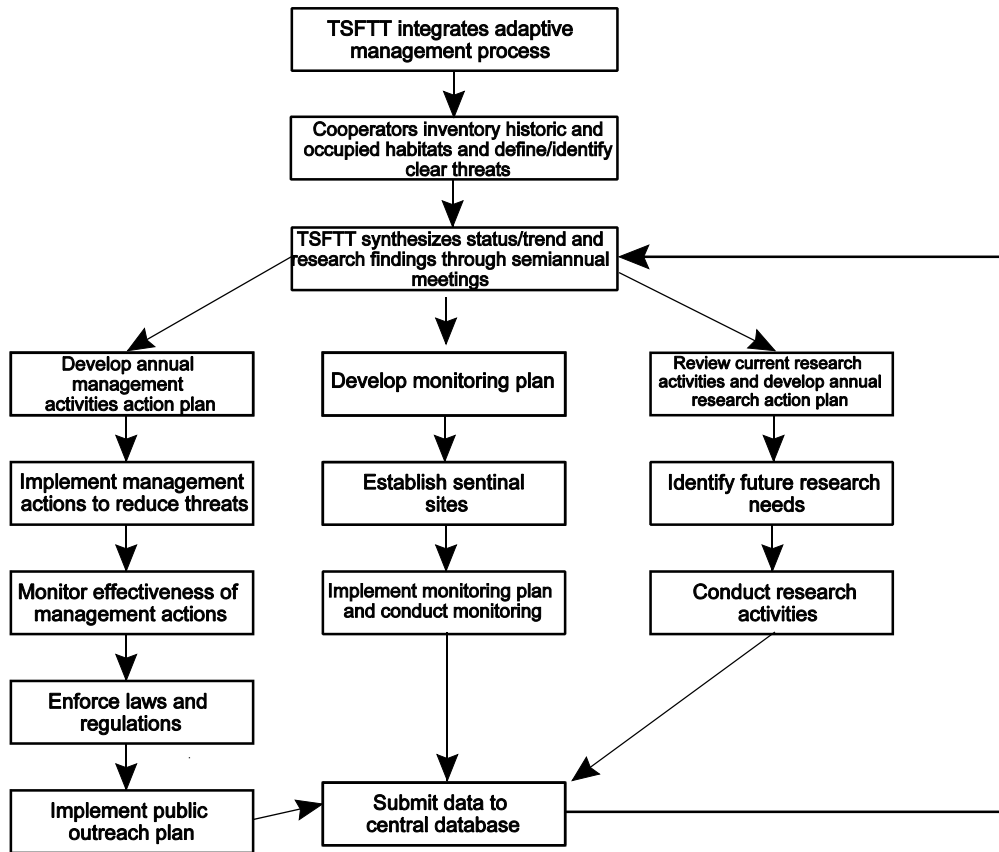 TSFTT integrates adaptive
management process
Cooperators inventory historic and
occupied habitats and define/identify
clear threats
TSFTT synthesizes status/trend and
research findings through semiannual
meetings
Develop annual
management
activities action plan
Develop monitoring plan
Review current research
activities and develop annual
research action plan
Implement management
actions to reduce threats
Establish sentinal
sites
Identify future research
needs
Monitor effectiveness of
management actions
Implement monitoring plan
and conduct monitoring
Conduct research
activities
Enforce laws and
regulations
Implement public
outreach plan
Submit data to
central database